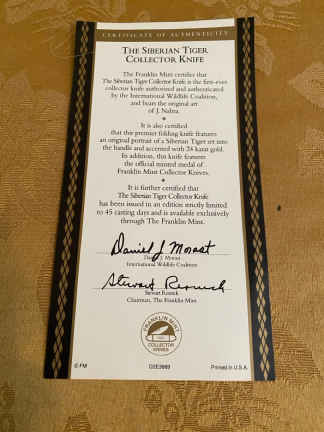 CERTIFICATE OF AUTHENTICITY
THE SIBERIAN TIGER
COLLECTOR KNIFE
The Franklin Mint certifies that
The Siberian Tiger Collector Knife is the first-ever
collector knife authorized and authenticated
by the International Wildlife Coalition,
and bears the original art
of J. Nahra.
It is also certified
that this premier folding knife features
an original portrait of a Siberian Tiger set into
the handle and accented with 24 karat gold.
In addition, this knife features
the official minted medal of
Franklin Mint Collector Knives.
It is further certified that
The Siberian Tiger Collector Knife
has been issued in an edition strictly limited
to 45 casting days and is available exclusively
through The Franklin Mint.
Daniel J. Morast
Daniel J. Morast
International Wildlife Coalition
Stewart Resnick
Stewart Resnick
Chairman, The Franklin Mint
FRANKLIN MINT
COLLECTOR
KNIVES
© FM
Printed in U.S.A.